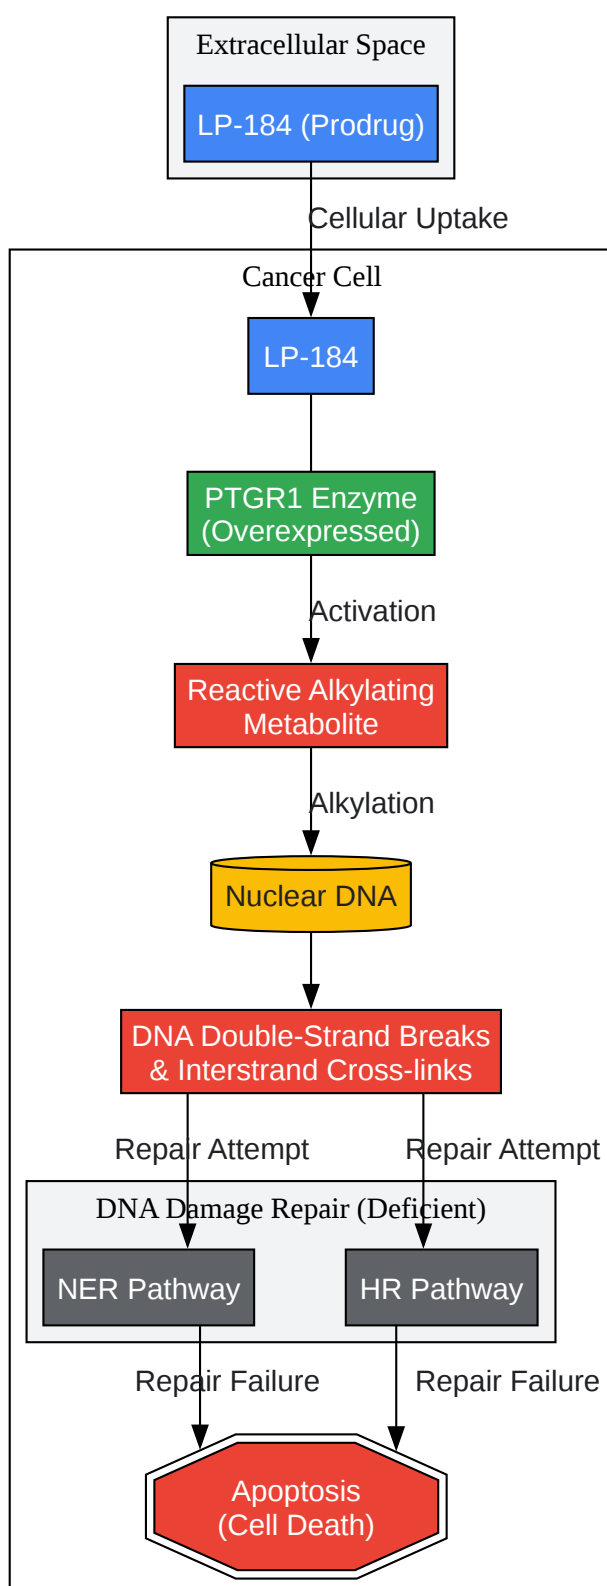 Extracellular Space
LP-184 (Prodrug)
Cellular Uptake
Cancer Cell
LP-184
PTGR1 Enzyme
(Overexpressed)
Activation
Reactive Alkylating
Metabolite
Alkylation
Nuclear DNA
DNA Double-Strand Breaks
& Interstrand Cross-links
Repair Attempt
Repair Attempt
DNA Damage Repair (Deficient)
NER Pathway
HR Pathway
Repair Failure
Repair Failure
Apoptosis
(Cell Death)